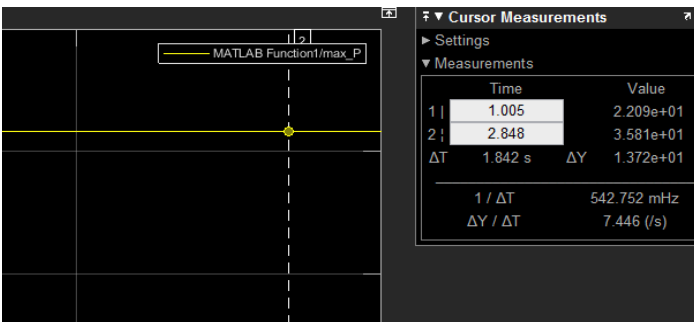 2
MATLAB Function1/max_P
▼ Cursor Measurements
► Settings
▼ Measurements
Time Value
1 | 1.005 2.209e+01
2 ¦ 2.848 3.581e+01
ΔT 1.842 s ΔY 1.372e+01
1 / ΔT 542.752 mHz
ΔY / ΔT 7.446 (/s)